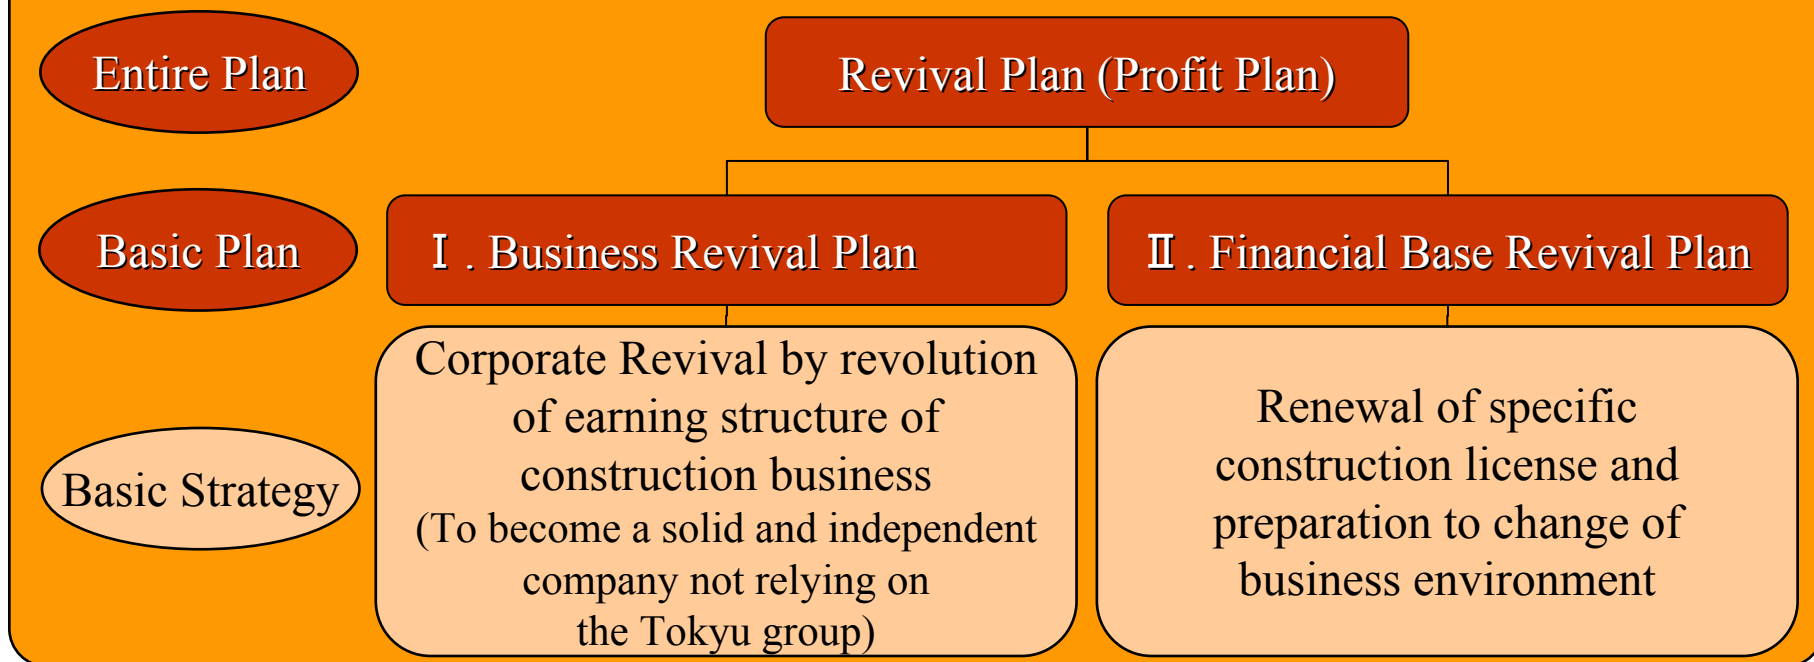 Entire Plan
Revival Plan (Profit Plan)
Basic Plan
Ⅰ. Business Revival Plan
Ⅱ. Financial Base Revival Plan
Basic Strategy
Corporate Revival by revolution
of earning structure of
construction business
(To become a solid and independent
company not relying on
the Tokyu group)
Renewal of specific
construction license and
preparation to change of
business environment